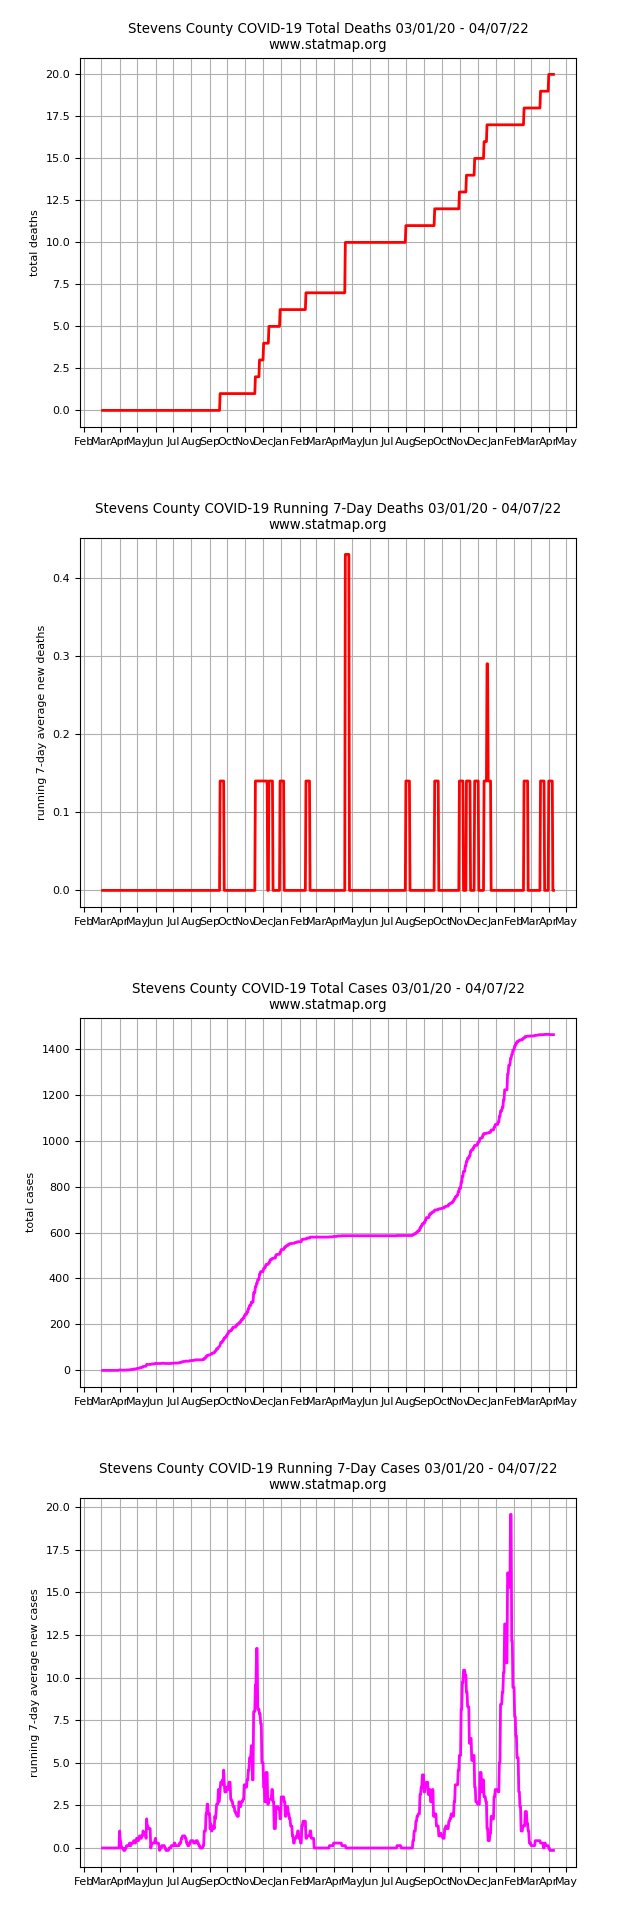 Stevens County COVID-19 Total Deaths 03/01/20 - 04/07/22
www.statmap.org
20.0
17.5
15.0
12.5
10.0
7.5
5.0
2.5
0.0
total deaths
Feb Mar Apr May Jun Jul Aug Sep Oct Nov Dec Jan Feb Mar Apr May Jun Jul Aug Sep Oct Nov Dec Jan Feb Mar Apr May
Stevens County COVID-19 Running 7-Day Deaths 03/01/20 - 04/07/22
www.statmap.org
0.4
0.3
0.2
0.1
0.0
running 7-day average new deaths
Feb Mar Apr May Jun Jul Aug Sep Oct Nov Dec Jan Feb Mar Apr May Jun Jul Aug Sep Oct Nov Dec Jan Feb Mar Apr May
Stevens County COVID-19 Total Cases 03/01/20 - 04/07/22
www.statmap.org
1400
1200
1000
800
600
400
200
0
total cases
Feb Mar Apr May Jun Jul Aug Sep Oct Nov Dec Jan Feb Mar Apr May Jun Jul Aug Sep Oct Nov Dec Jan Feb Mar Apr May
Stevens County COVID-19 Running 7-Day Cases 03/01/20 - 04/07/22
www.statmap.org
20.0
17.5
15.0
12.5
10.0
7.5
5.0
2.5
0.0
running 7-day average new cases
Feb Mar Apr May Jun Jul Aug Sep Oct Nov Dec Jan Feb Mar Apr May Jun Jul Aug Sep Oct Nov Dec Jan Feb Mar Apr May